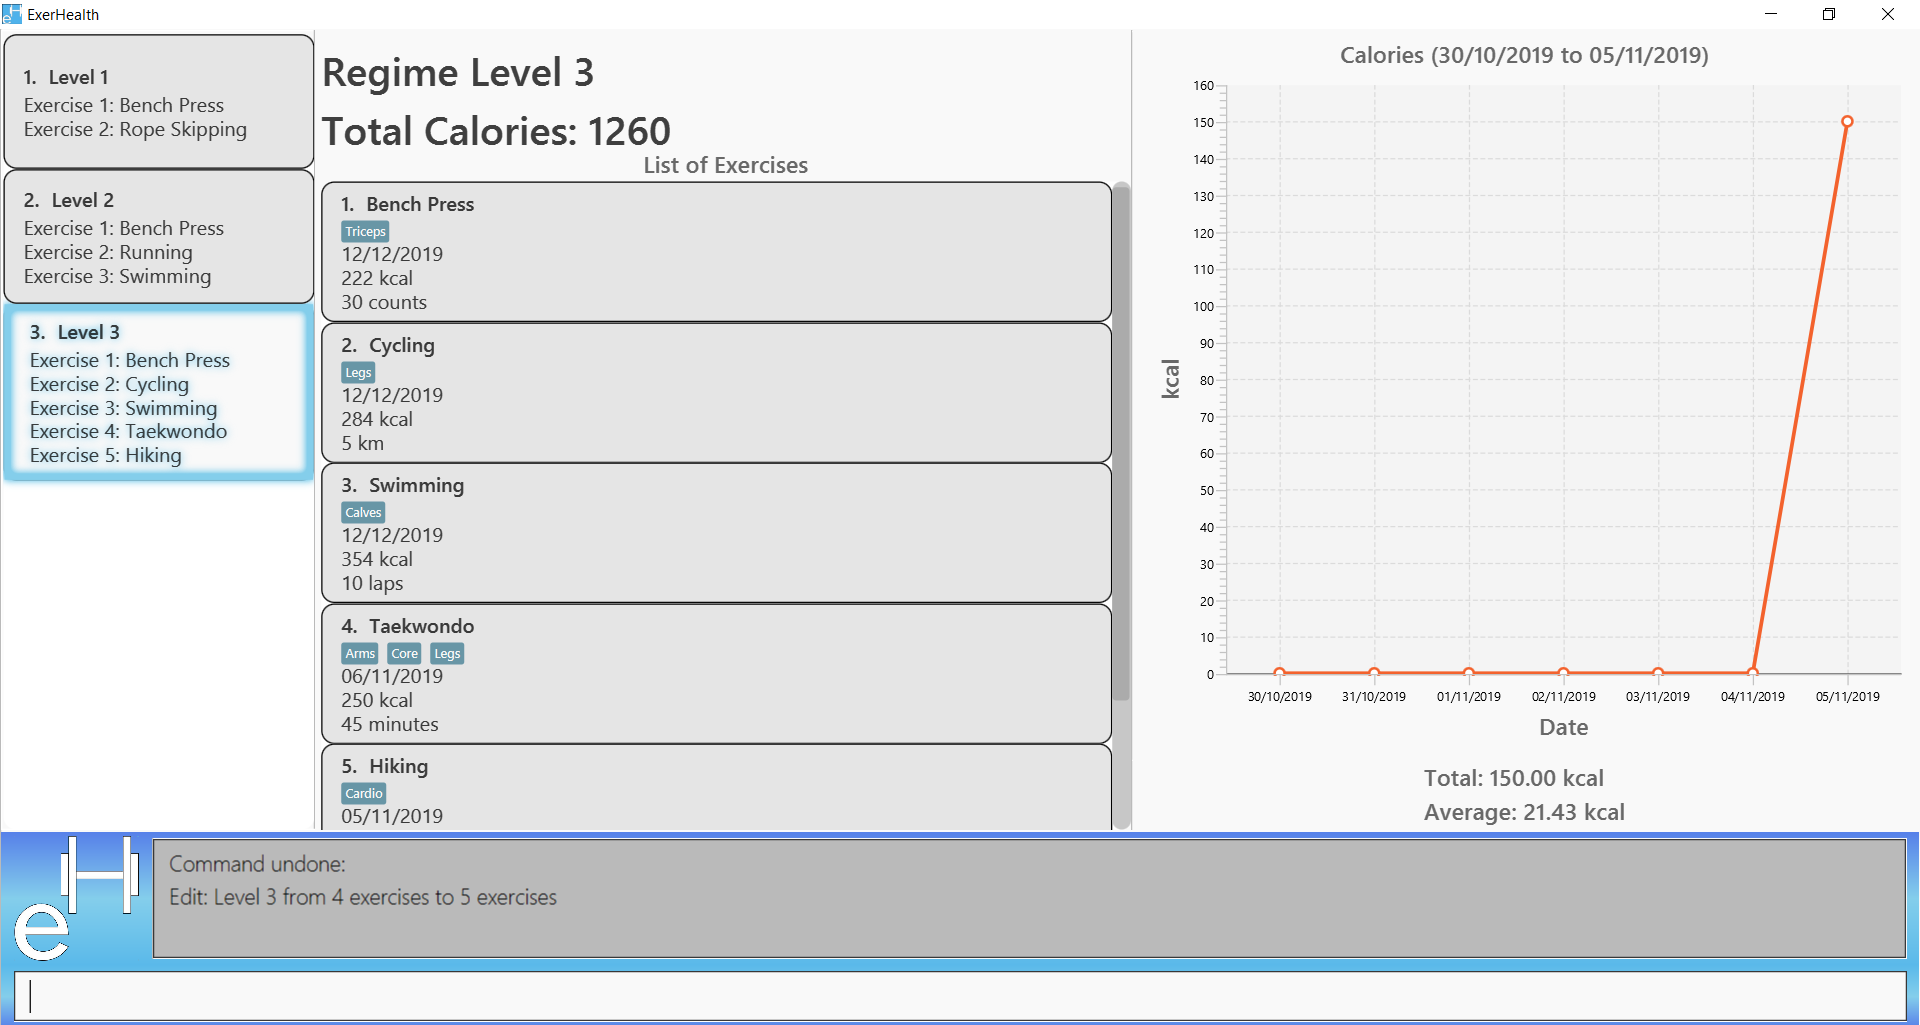 ExerHealth
1. Level 1
Exercise 1: Bench Press
Exercise 2: Rope Skipping
2. Level 2
Exercise 1: Bench Press
Exercise 2: Running
Exercise 3: Swimming
3. Level 3
Exercise 1: Bench Press
Exercise 2: Cycling
Exercise 3: Swimming
Exercise 4: Taekwondo
Exercise 5: Hiking
Regime Level 3
Total Calories: 1260
List of Exercises
1. Bench Press
Triceps
12/12/2019
222 kcal
30 counts
2. Cycling
Legs
12/12/2019
284 kcal
5 km
3. Swimming
Calves
12/12/2019
354 kcal
10 laps
4. Taekwondo
Arms Core Legs
06/11/2019
250 kcal
45 minutes
5. Hiking
Cardio
05/11/2019
Calories (30/10/2019 to 05/11/2019)
160
150
140
130
120
110
100
90
80
70
60
50
40
30
20
10
0
kcal
30/10/2019 31/10/2019 01/11/2019 02/11/2019 03/11/2019 04/11/2019 05/11/2019
Date
Total: 150.00 kcal
Average: 21.43 kcal
eH
Command undone:
Edit: Level 3 from 4 exercises to 5 exercises